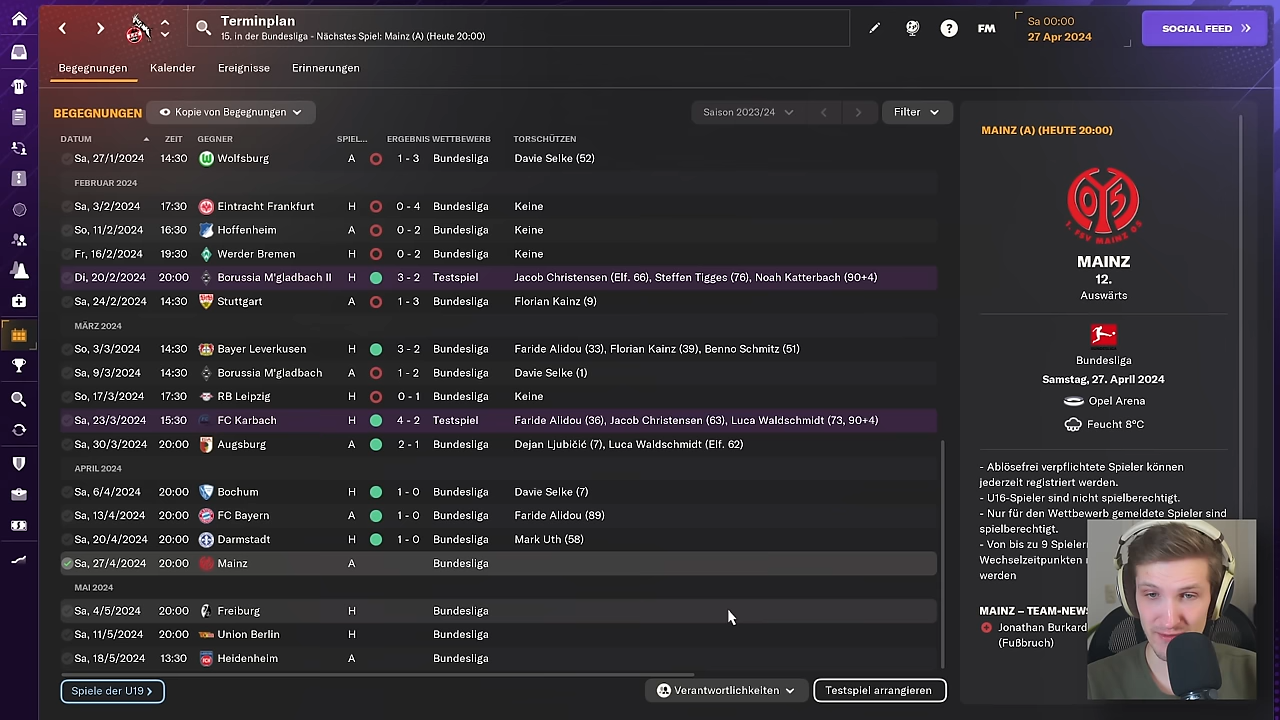 Terminplan
15. in der Bundesliga - Nächstes Spiel: Mainz (A) (Heute 20:00)
FM
Sa 00:00
27 Apr 2024
SOCIAL FEED
Begegnungen Kalender Ereignisse Erinnerungen
BEGEGNUNGEN Kopie von Begegnungen Saison 2023/24 Filter
DATUM ZEIT GEGNER SPIEL... ERGEBNIS WETTBEWERB TORSCHÜTZEN
Sa, 27/1/2024 14:30 Wolfsburg A 1 - 3 Bundesliga Davie Selke (52)
FEBRUAR 2024
Sa, 3/2/2024 17:30 Eintracht Frankfurt H 0 - 4 Bundesliga Keine
So, 11/2/2024 16:30 Hoffenheim A 0 - 2 Bundesliga Keine
Fr, 16/2/2024 19:30 Werder Bremen H 0 - 2 Bundesliga Keine
Di, 20/2/2024 20:00 Borussia M'gladbach II H 3 - 2 Testspiel Jacob Christensen (Elf. 66), Steffen Tigges (76), Noah Katterbach (90+4)
Sa, 24/2/2024 14:30 Stuttgart A 1 - 3 Bundesliga Florian Kainz (9)
MÄRZ 2024
So, 3/3/2024 14:30 Bayer Leverkusen H 3 - 2 Bundesliga Faride Alidou (33), Florian Kainz (39), Benno Schmitz (51)
Sa, 9/3/2024 14:30 Borussia M'gladbach A 1 - 2 Bundesliga Davie Selke (1)
So, 17/3/2024 17:30 RB Leipzig H 0 - 1 Bundesliga Keine
Sa, 23/3/2024 15:30 FC Karbach H 4 - 2 Testspiel Faride Alidou (36), Jacob Christensen (63), Luca Waldschmidt (73, 90+4)
Sa, 30/3/2024 20:00 Augsburg A 2 - 1 Bundesliga Dejan Ljubičić (7), Luca Waldschmidt (Elf. 62)
APRIL 2024
Sa, 6/4/2024 20:00 Bochum H 1 - 0 Bundesliga Davie Selke (7)
Sa, 13/4/2024 20:00 FC Bayern A 1 - 0 Bundesliga Faride Alidou (89)
Sa, 20/4/2024 20:00 Darmstadt H 1 - 0 Bundesliga Mark Uth (58)
Sa, 27/4/2024 20:00 Mainz A Bundesliga
MAI 2024
Sa, 4/5/2024 20:00 Freiburg H Bundesliga
Sa, 11/5/2024 20:00 Union Berlin H Bundesliga
Sa, 18/5/2024 13:30 Heidenheim A Bundesliga
Spiele der U19 Verantwortlichkeiten Testspiel arrangieren
MAINZ (A) (HEUTE 20:00)
1. FSV MAINZ 05
MAINZ
12.
Auswärts
Bundesliga
Samstag, 27. April 2024
Opel Arena
Feucht 8°C
- Ablösefrei verpflichtete Spieler können
jederzeit registriert werden.
- U16-Spieler sind nicht spielberechtigt.
- Nur für den Wettbewerb gemeldete Spieler sind
spielberechtigt.
- Von bis zu 9 Spielern
Wechselzeitpunkten
werden
MAINZ – TEAM-NEWS
Jonathan Burkard
(Fußbruch)